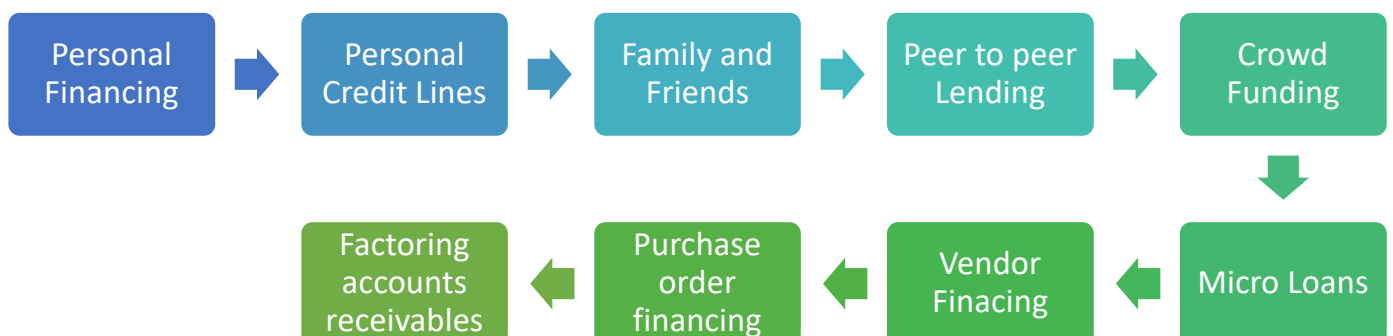 Personal
Financing
Personal
Credit Lines
Family and
Friends
Peer to peer
Lending
Crowd
Funding
Micro Loans
Vendor
Finacing
Purchase
order
financing
Factoring
accounts
receivables